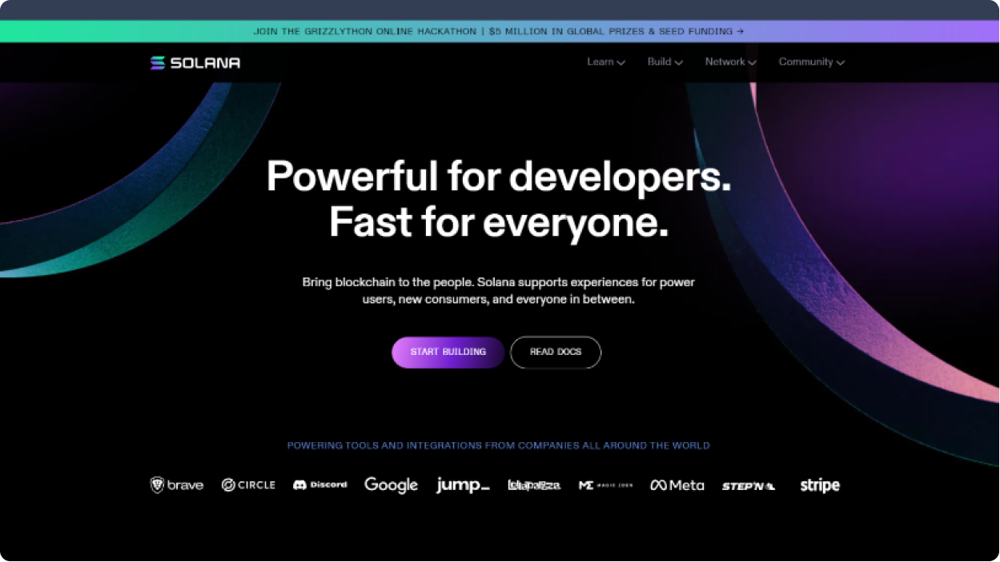 JOIN THE GRIZZLYTHON ONLINE HACKATHON | $5 MILLION IN GLOBAL PRIZES & SEED FUNDING →
SOLANA Learn Build Network Community
Powerful for developers.
Fast for everyone.
Bring blockchain to the people. Solana supports experiences for power
users, new consumers, and everyone in between.
START BUILDING READ DOCS
POWERING TOOLS AND INTEGRATIONS FROM COMPANIES ALL AROUND THE WORLD
brave CIRCLE Discord Google jump_ ME MAGIC EDEN Meta STEP'N stripe